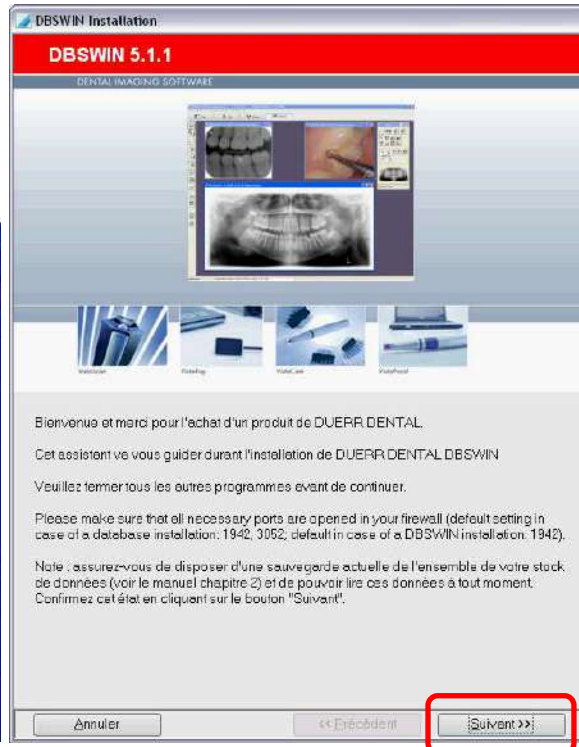 DBSWIN Installation
DBSWIN 5.1.1
DENTAL IMAGING SOFTWARE
Bienvenue et merci pour l'achat d'un produit de DUERR DENTAL.
Cet assistant va vous guider durant l'installation de DUERR DENTAL DBSWIN
Veuillez fermer tous les autres programmes avant de continuer.
Please make sure that all necessary ports are opened in your firewall (default setting in
case of a database installation: 1942, 3052; default in case of a DBSWIN installation: 1942).
Note : assurez-vous de disposer d'une sauvegarde actuelle de l'ensemble de votre stock
de données (voir le manuel chapitre 2) et de pouvoir lire ces données à tout moment.
Confirmez cet état en cliquant sur le bouton "Suivant".
Annuler
<< Précédent
Suivant >>